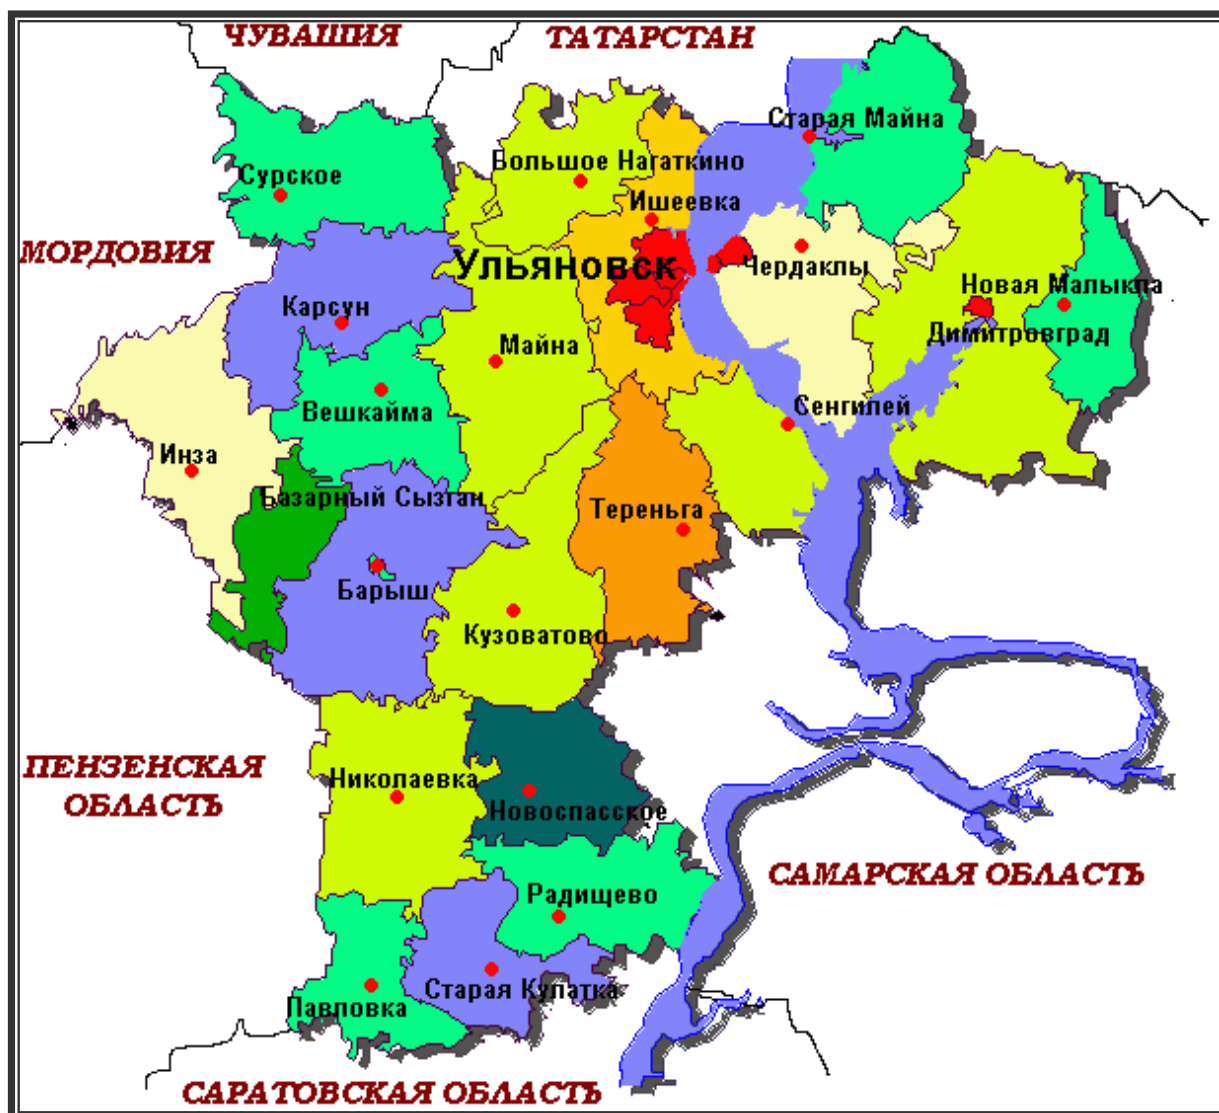 ЧУВАШИЯ
ТАТАРСТАН
Старая Майна
Большое Нагаткино
Сурское
Ишеевка
МОРДОВИЯ
Ульяновск
Чердаклы
Новая Малыкла
Карсун
Димитровград
Майна
Вешкайма
Сенгилей
Инза
Базарный Сызган
Тереньга
Барыш
Кузоватово
ПЕНЗЕНСКАЯ
ОБЛАСТЬ
Николаевка
Новоспасское
САМАРСКАЯ ОБЛАСТЬ
Радищево
Старая Кулатка
Павловка
САРАТОВСКАЯ ОБЛАСТЬ